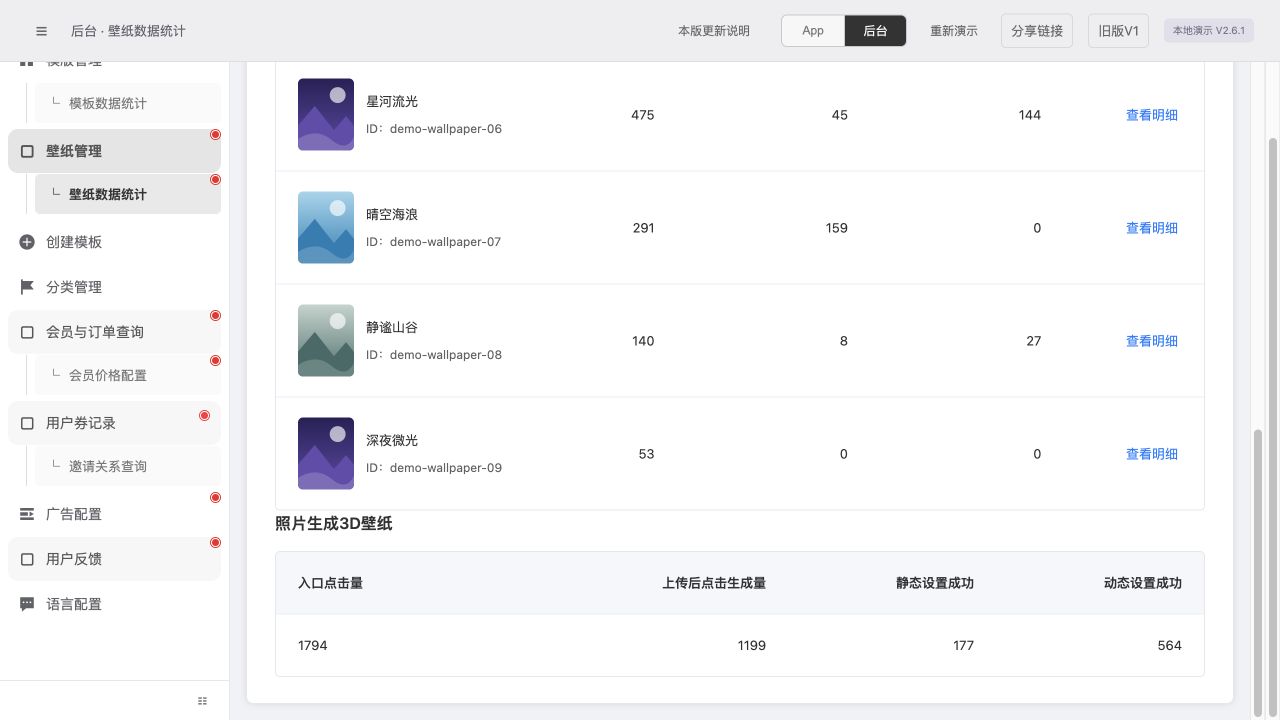 后台 · 壁纸数据统计
本版更新说明
App
后台
重新演示
分享链接
旧版V1
本地演示 V2.6.1
模版管理
模板数据统计
壁纸管理
壁纸数据统计
创建模板
分类管理
会员与订单查询
会员价格配置
用户券记录
邀请关系查询
广告配置
用户反馈
语言配置
星河流光
ID：demo-wallpaper-06
475
45
144
查看明细
晴空海浪
ID：demo-wallpaper-07
291
159
0
查看明细
静谧山谷
ID：demo-wallpaper-08
140
8
27
查看明细
深夜微光
ID：demo-wallpaper-09
53
0
0
查看明细
照片生成3D壁纸
入口点击量
上传后点击生成量
静态设置成功
动态设置成功
1794
1199
177
564